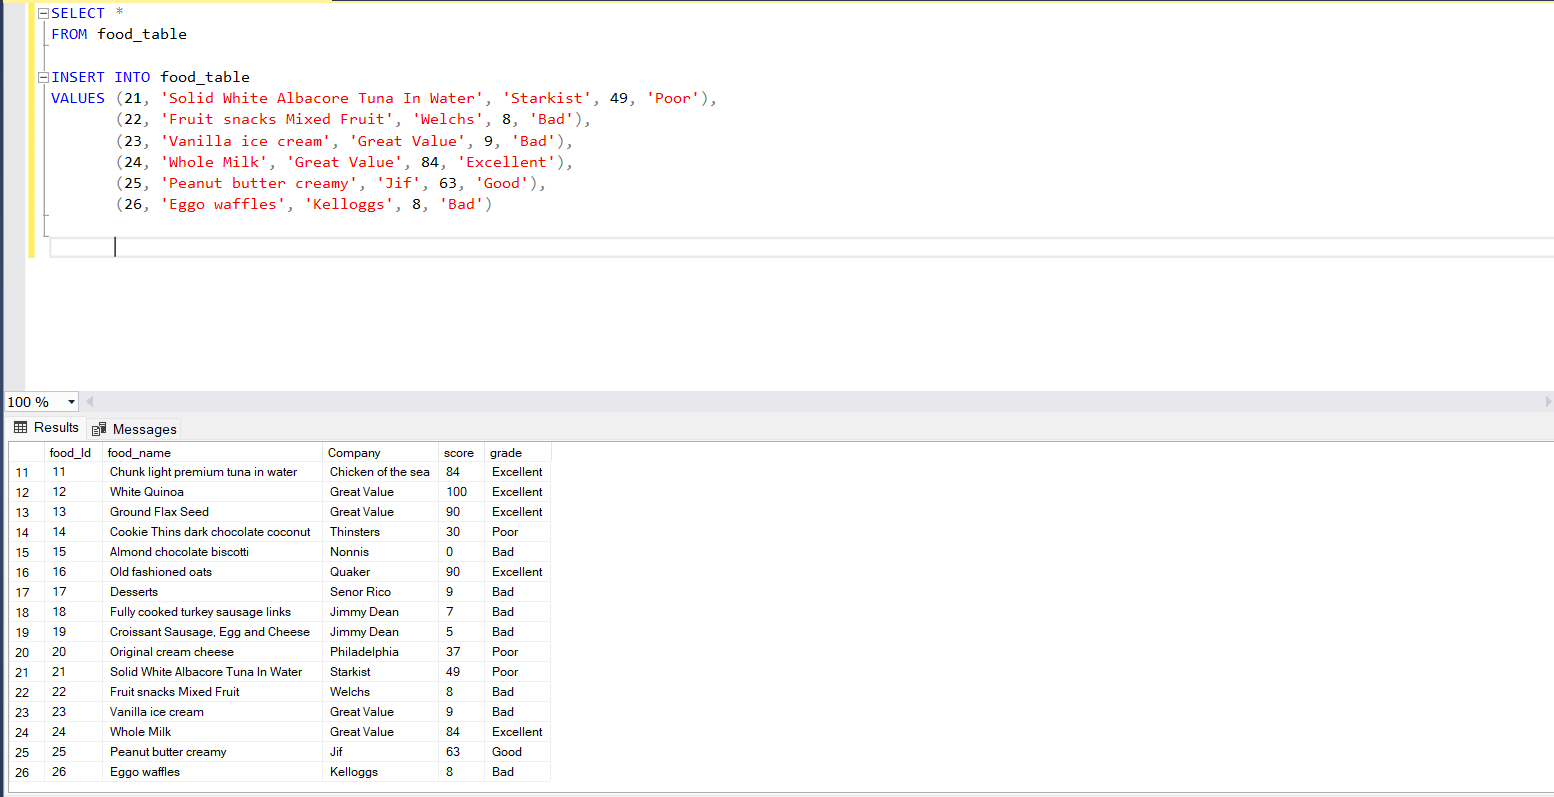 SELECT *
FROM food_table
INSERT INTO food_table
VALUES (21, 'Solid White Albacore Tuna In Water', 'Starkist', 49, 'Poor'),
(22, 'Fruit snacks Mixed Fruit', 'Welchs', 8, 'Bad'),
(23, 'Vanilla ice cream', 'Great Value', 9, 'Bad'),
(24, 'Whole Milk', 'Great Value', 84, 'Excellent'),
(25, 'Peanut butter creamy', 'Jif', 63, 'Good'),
(26, 'Eggo waffles', 'Kelloggs', 8, 'Bad')
100 %
Results Messages
food_Id food_name Company score grade
11 11 Chunk light premium tuna in water Chicken of the sea 84 Excellent
12 12 White Quinoa Great Value 100 Excellent
13 13 Ground Flax Seed Great Value 90 Excellent
14 14 Cookie Thins dark chocolate coconut Thinsters 30 Poor
15 15 Almond chocolate biscotti Nonnis 0 Bad
16 16 Old fashioned oats Quaker 90 Excellent
17 17 Desserts Senor Rico 9 Bad
18 18 Fully cooked turkey sausage links Jimmy Dean 7 Bad
19 19 Croissant Sausage, Egg and Cheese Jimmy Dean 5 Bad
20 20 Original cream cheese Philadelphia 37 Poor
21 21 Solid White Albacore Tuna In Water Starkist 49 Poor
22 22 Fruit snacks Mixed Fruit Welchs 8 Bad
23 23 Vanilla ice cream Great Value 9 Bad
24 24 Whole Milk Great Value 84 Excellent
25 25 Peanut butter creamy Jif 63 Good
26 26 Eggo waffles Kelloggs 8 Bad